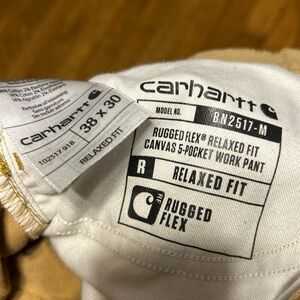 carhartt
MODEL NO.
BN2517-M
RUGGED FLEX® RELAXED FIT
CANVAS 5-POCKET WORK PANT
R
RELAXED FIT
RUGGED
FLEX
carhartt
38 X 30
102517 918
RELAXED FIT